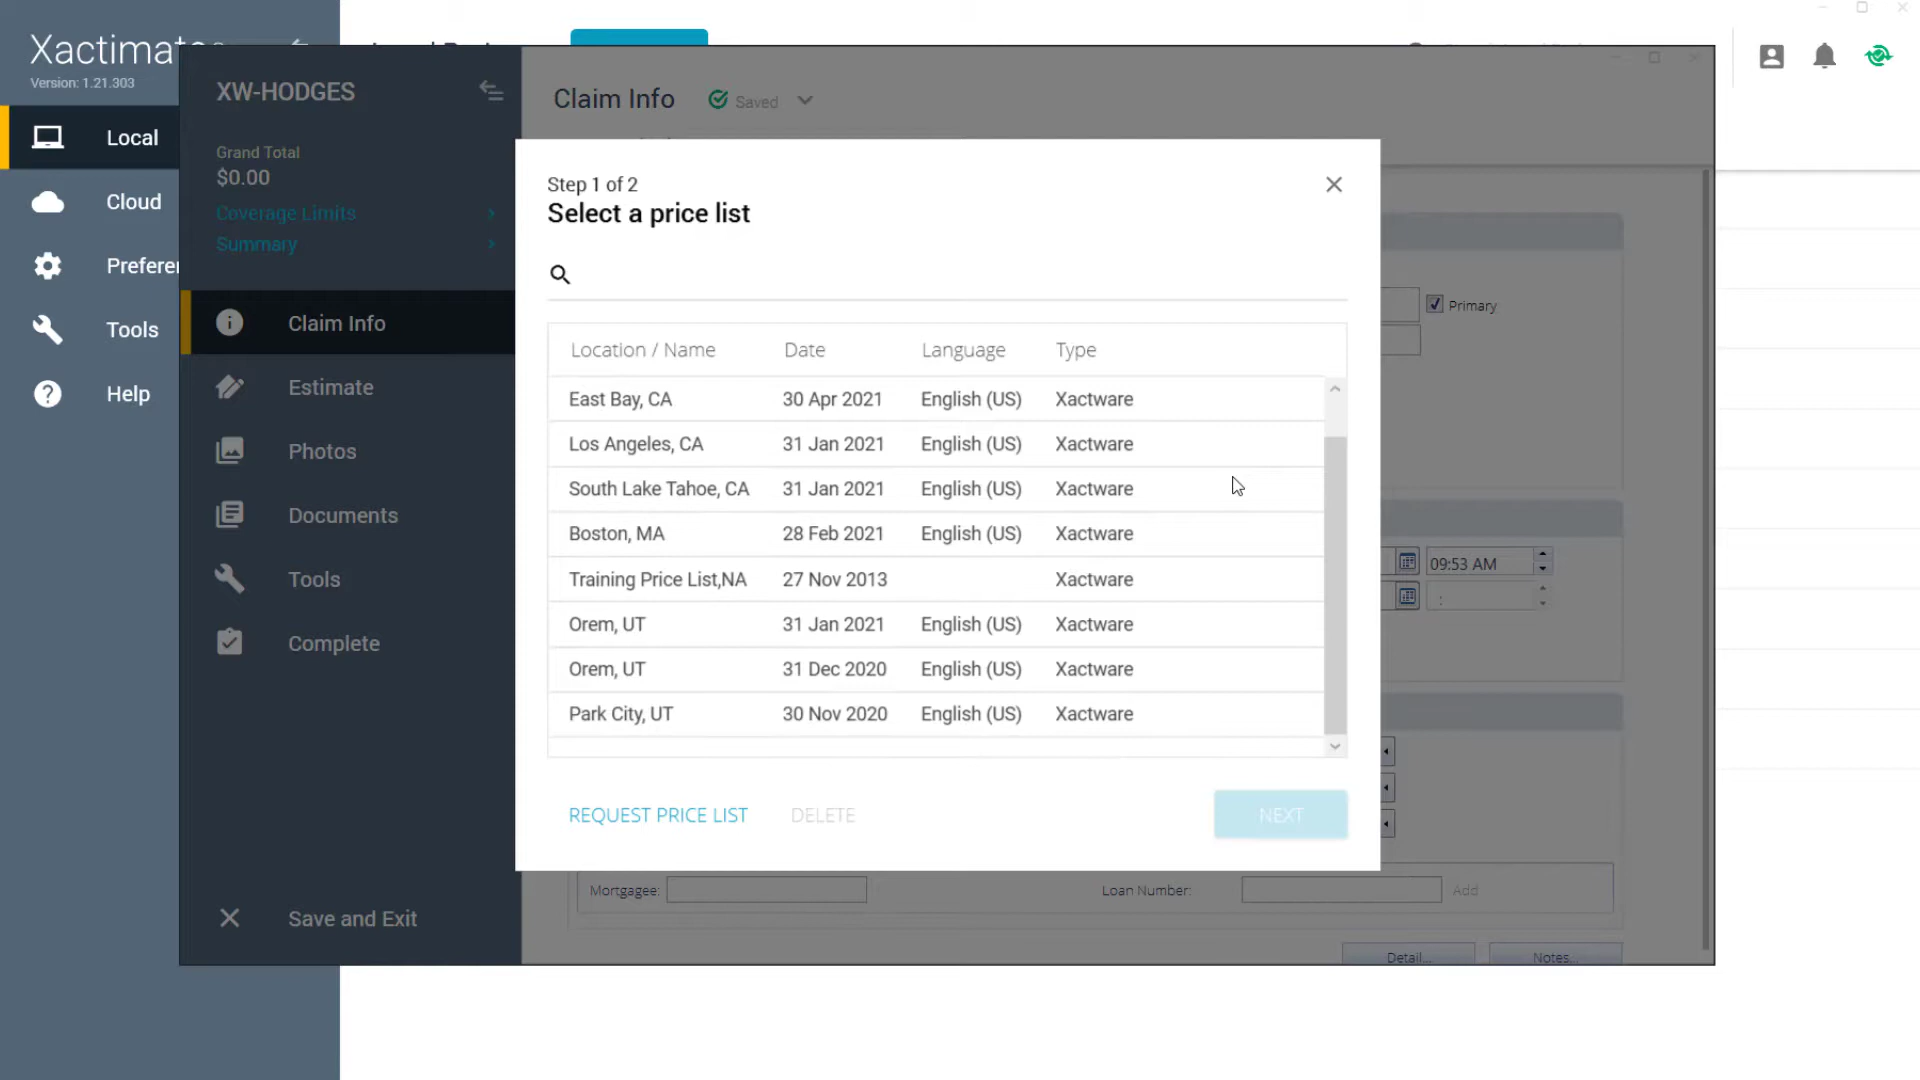 Xactimat
Version: 1.21.303
Local
Cloud
Prefere
Tools
Help
XW-HODGES
Grand Total
$0.00
Coverage Limits
Summary
Claim Info
Estimate
Photos
Documents
Tools
Complete
Save and Exit
Claim Info Saved
Step 1 of 2
Select a price list
Location / Name Date Language Type
East Bay, CA 30 Apr 2021 English (US) Xactware
Los Angeles, CA 31 Jan 2021 English (US) Xactware
South Lake Tahoe, CA 31 Jan 2021 English (US) Xactware
Boston, MA 28 Feb 2021 English (US) Xactware
Training Price List,NA 27 Nov 2013 Xactware
Orem, UT 31 Jan 2021 English (US) Xactware
Orem, UT 31 Dec 2020 English (US) Xactware
Park City, UT 30 Nov 2020 English (US) Xactware
REQUEST PRICE LIST DELETE NEXT
Primary
09:53 AM
:
Mortgagee: Loan Number: Add
Detail... Notes...